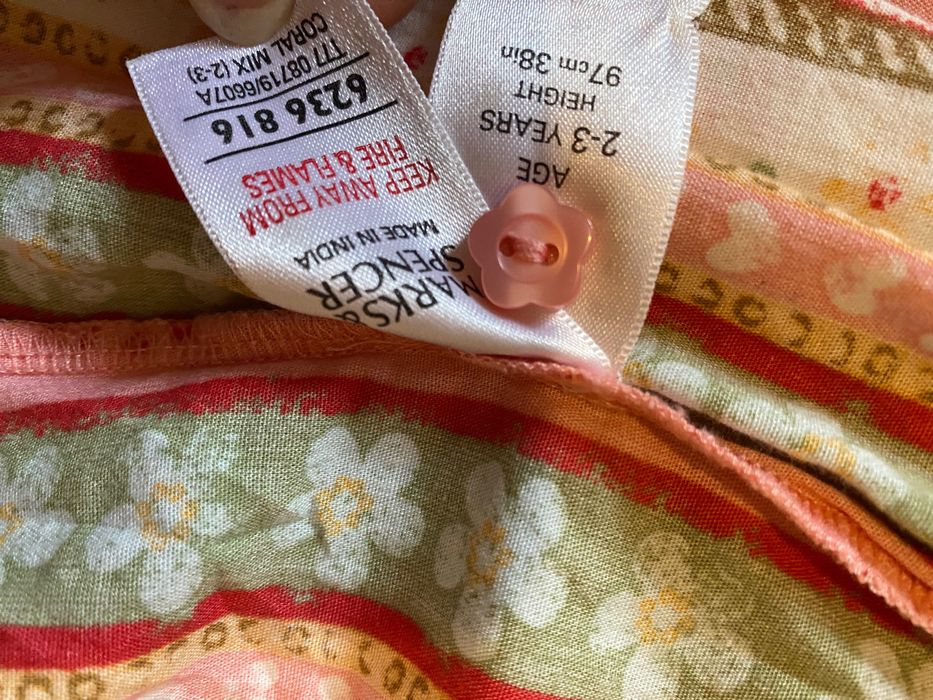 MARKS&
SPENCER
MADE IN INDIA
KEEP AWAY FROM
FIRE & FLAMES
6236 816
T77 08719/6607A
CORAL MIX (2-3)
AGE
2-3 YEARS
HEIGHT
97cm 38in